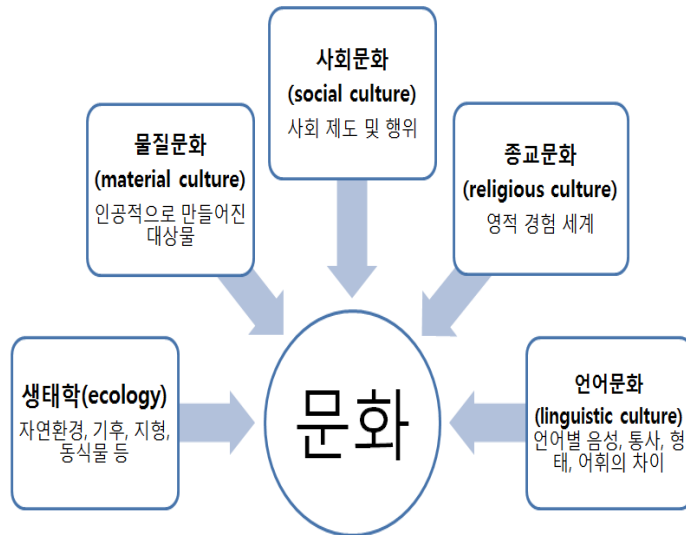 사회문화
(social culture)
사회 제도 및 행위
물질문화
(material culture)
인공적으로 만들어진
대상물
종교문화
(religious culture)
영적 경험 세계
생태학(ecology)
자연환경, 기후, 지형,
동식물 등
문화
언어문화
(linguistic culture)
언어별 음성, 통사, 형
태, 어휘의 차이